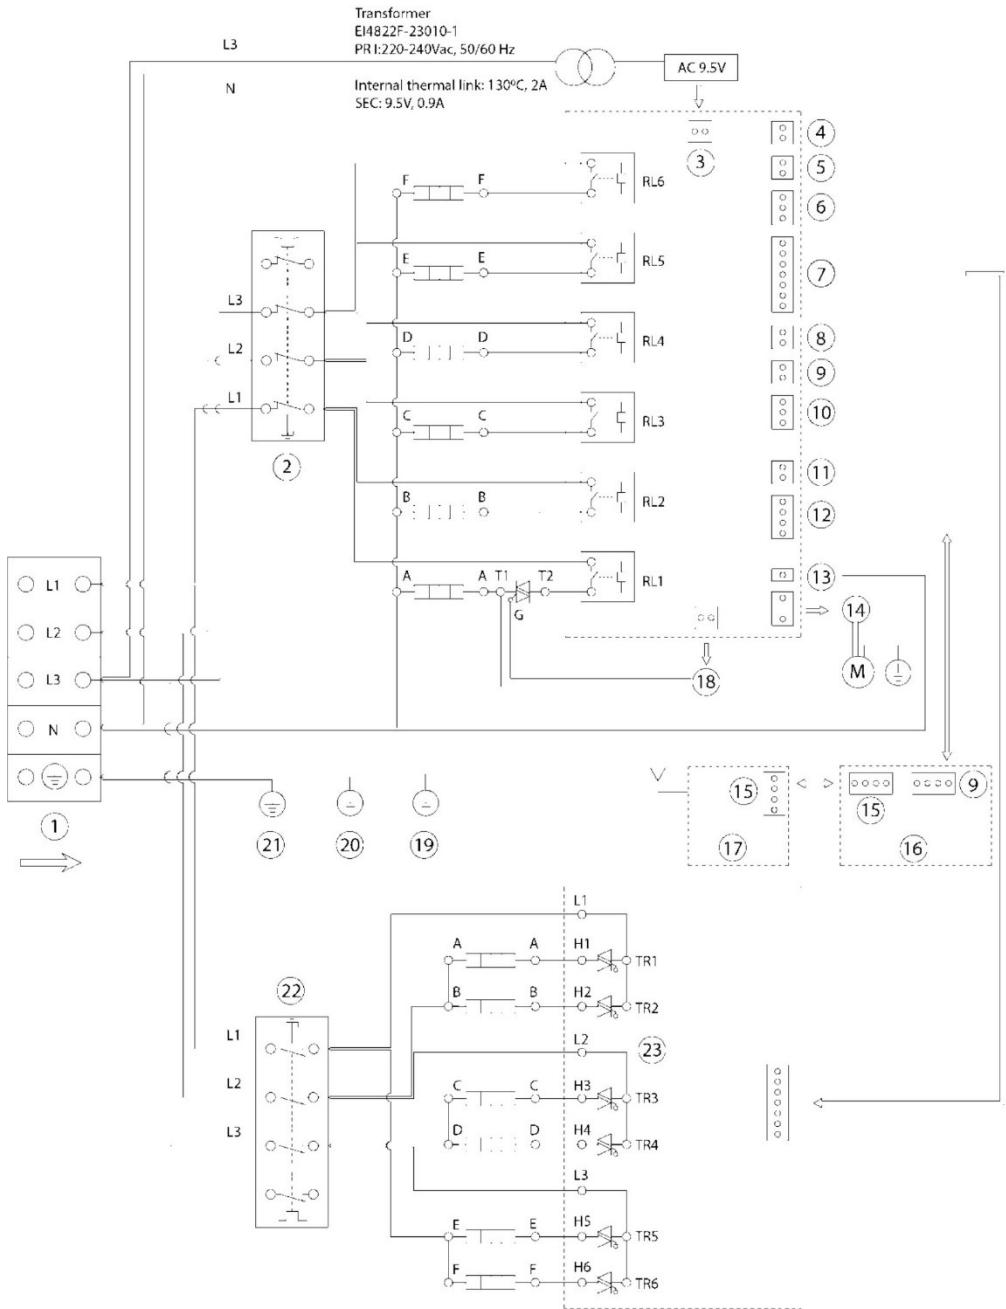 Transformer
EI4822F-23010-1
PR I:220-240Vac, 50/60 Hz
L3
AC 9.5V
N
Internal thermal link: 130ºC, 2A
SEC: 9.5V, 0.9A
3
4
5
6
7
8
9
10
11
12
13
14
M
F F RL6
E E RL5
D D RL4
C C RL3
B B RL2
A A T1 T2 RL1
G
18
L3
L2
L1
2
L1
L2
L3
N
1
21
20
19
15
17
15
9
16
22
L1
L2
L3
L1
A A H1 TR1
B B H2 TR2
L2
23
C C H3 TR3
D D H4 TR4
L3
E E H5 TR5
F F H6 TR6